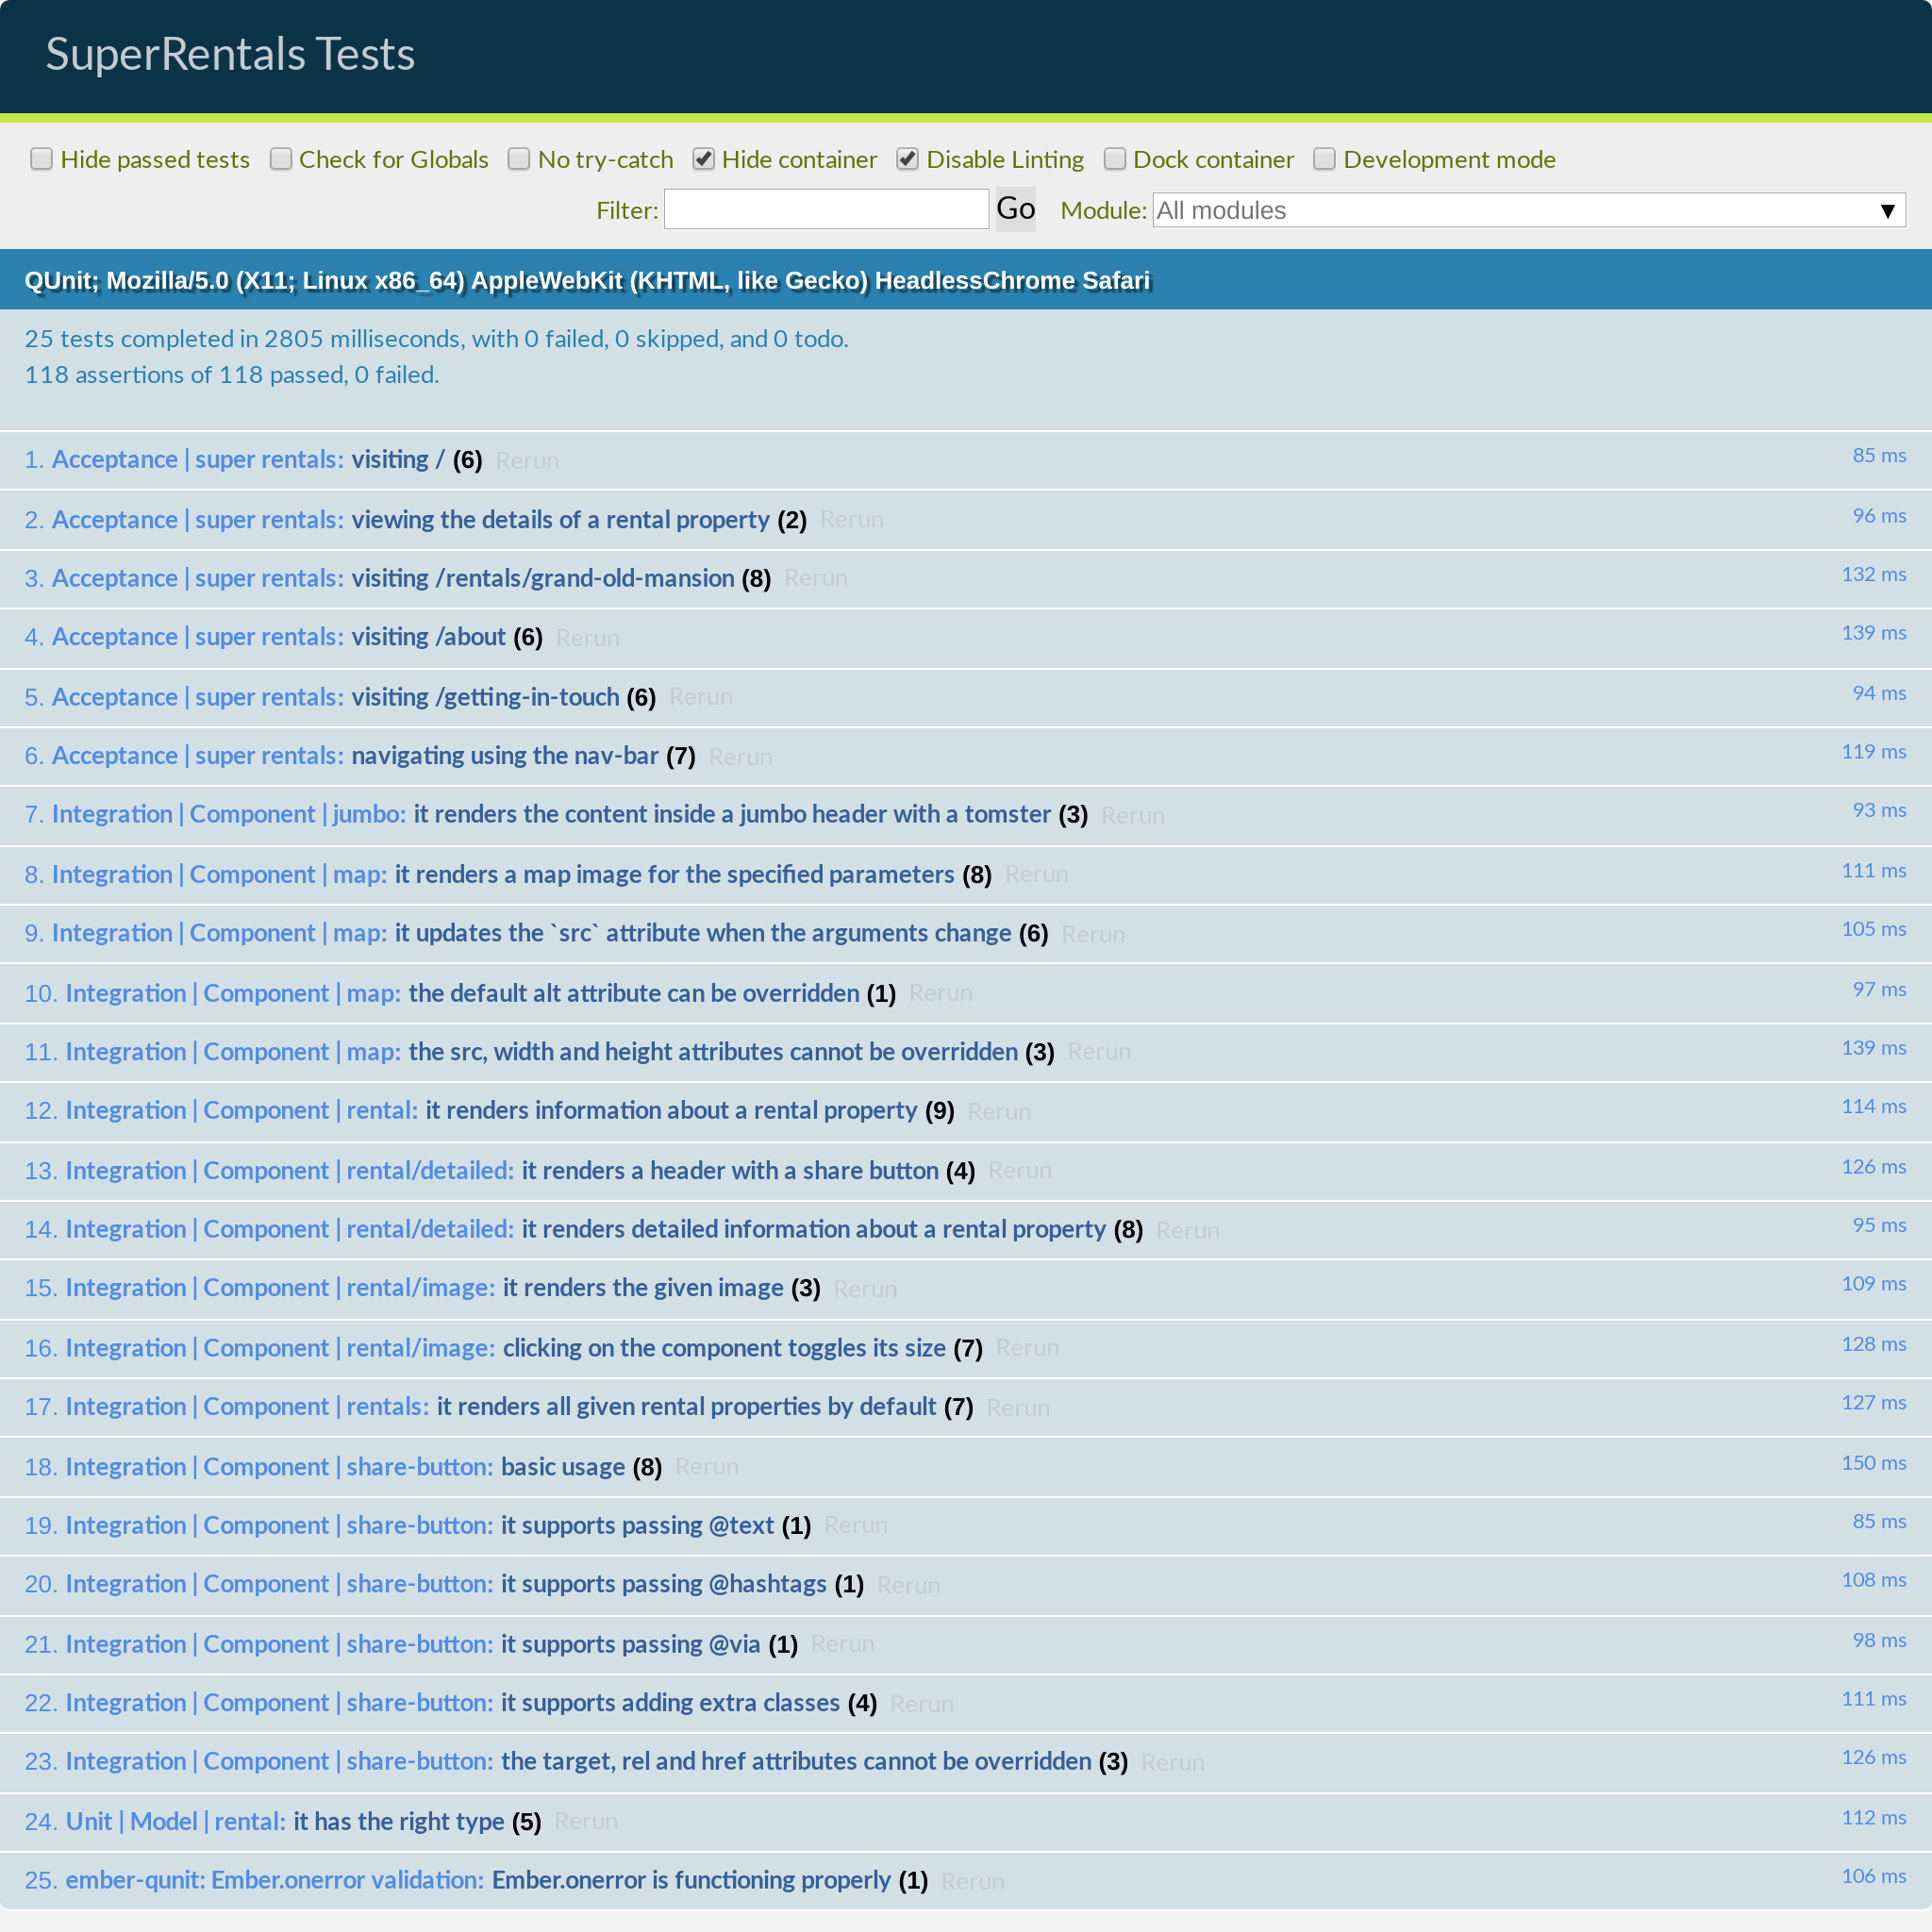 SuperRentals Tests
Hide passed tests Check for Globals No try-catch Hide container Disable Linting Dock container Development mode
Filter: Go Module: All modules ▼
QUnit; Mozilla/5.0 (X11; Linux x86_64) AppleWebKit (KHTML, like Gecko) HeadlessChrome Safari
25 tests completed in 2805 milliseconds, with 0 failed, 0 skipped, and 0 todo.
118 assertions of 118 passed, 0 failed.
1. Acceptance | super rentals: visiting / (6) Rerun 85 ms
2. Acceptance | super rentals: viewing the details of a rental property (2) Rerun 96 ms
3. Acceptance | super rentals: visiting /rentals/grand-old-mansion (8) Rerun 132 ms
4. Acceptance | super rentals: visiting /about (6) Rerun 139 ms
5. Acceptance | super rentals: visiting /getting-in-touch (6) Rerun 94 ms
6. Acceptance | super rentals: navigating using the nav-bar (7) Rerun 119 ms
7. Integration | Component | jumbo: it renders the content inside a jumbo header with a tomster (3) Rerun 93 ms
8. Integration | Component | map: it renders a map image for the specified parameters (8) Rerun 111 ms
9. Integration | Component | map: it updates the `src` attribute when the arguments change (6) Rerun 105 ms
10. Integration | Component | map: the default alt attribute can be overridden (1) Rerun 97 ms
11. Integration | Component | map: the src, width and height attributes cannot be overridden (3) Rerun 139 ms
12. Integration | Component | rental: it renders information about a rental property (9) Rerun 114 ms
13. Integration | Component | rental/detailed: it renders a header with a share button (4) Rerun 126 ms
14. Integration | Component | rental/detailed: it renders detailed information about a rental property (8) Rerun 95 ms
15. Integration | Component | rental/image: it renders the given image (3) Rerun 109 ms
16. Integration | Component | rental/image: clicking on the component toggles its size (7) Rerun 128 ms
17. Integration | Component | rentals: it renders all given rental properties by default (7) Rerun 127 ms
18. Integration | Component | share-button: basic usage (8) Rerun 150 ms
19. Integration | Component | share-button: it supports passing @text (1) Rerun 85 ms
20. Integration | Component | share-button: it supports passing @hashtags (1) Rerun 108 ms
21. Integration | Component | share-button: it supports passing @via (1) Rerun 98 ms
22. Integration | Component | share-button: it supports adding extra classes (4) Rerun 111 ms
23. Integration | Component | share-button: the target, rel and href attributes cannot be overridden (3) Rerun 126 ms
24. Unit | Model | rental: it has the right type (5) Rerun 112 ms
25. ember-qunit: Ember.onerror validation: Ember.onerror is functioning properly (1) Rerun 106 ms